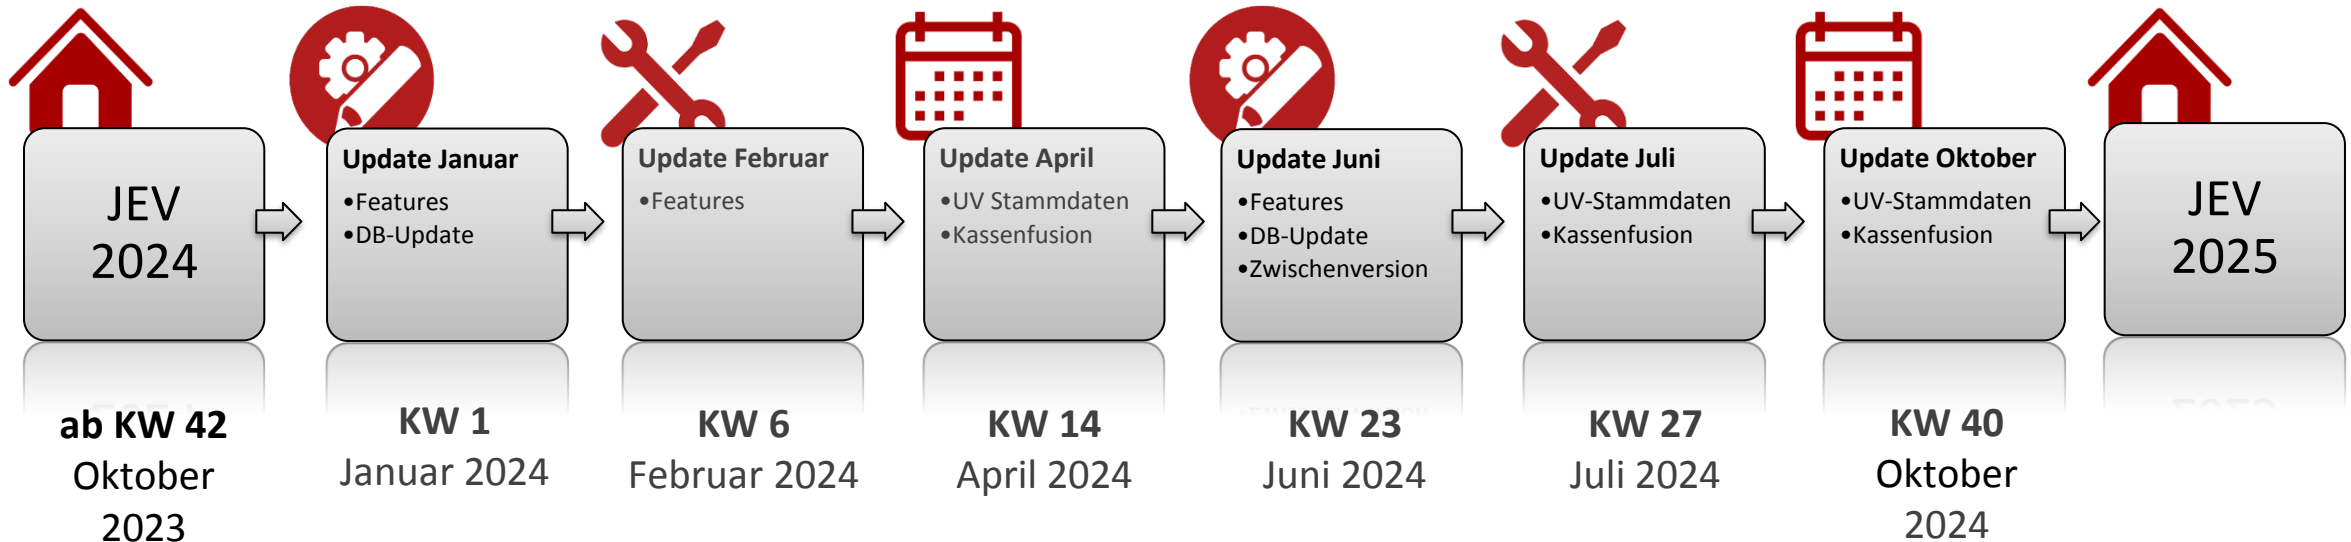 JEV
2024
Update Januar
•Features
•DB-Update
Update Februar
•Features
Update April
•UV Stammdaten
•Kassenfusion
Update Juni
•Features
•DB-Update
•Zwischenversion
Update Juli
•UV-Stammdaten
•Kassenfusion
Update Oktober
•UV-Stammdaten
•Kassenfusion
JEV
2025
ab KW 42
Oktober
2023
KW 1
Januar 2024
KW 6
Februar 2024
KW 14
April 2024
KW 23
Juni 2024
KW 27
Juli 2024
KW 40
Oktober
2024